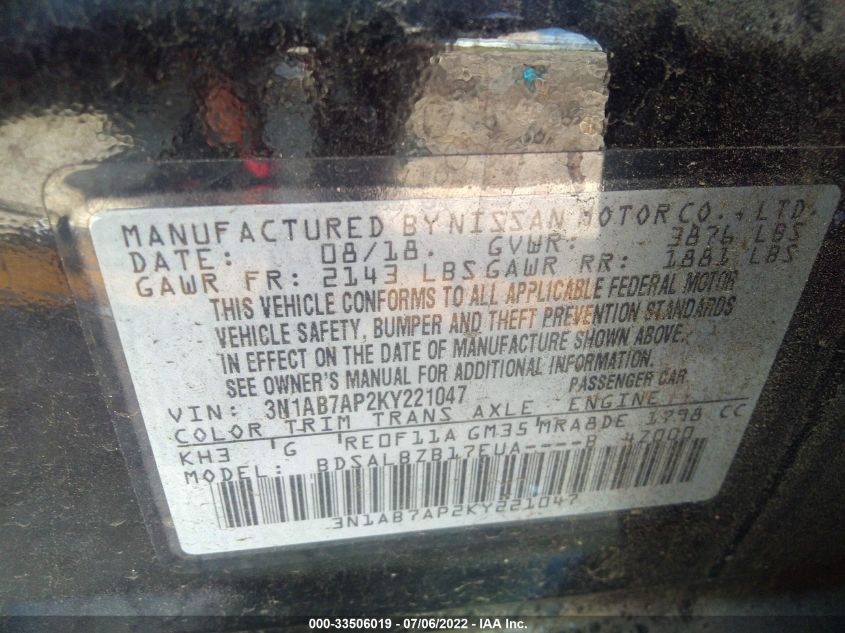 MANUFACTURED BY NISSAN MOTOR CO., LTD.
DATE: 08/18. GVWR: 3876 LBS
GAWR FR: 2143 LBS GAWR RR: 1881 LBS
THIS VEHICLE CONFORMS TO ALL APPLICABLE FEDERAL MOTOR
VEHICLE SAFETY, BUMPER AND THEFT PREVENTION STANDARDS
IN EFFECT ON THE DATE OF MANUFACTURE SHOWN ABOVE.
SEE OWNER'S MANUAL FOR ADDITIONAL INFORMATION.
VIN: 3N1AB7AP2KY221047 PASSENGER CAR
COLOR TRIM TRANS AXLE ENGINE
KH3 G RE0F11A GM35 MRA8DE 1798 CC
MODEL: BDSALBZB17EUA----B 42000
3N1AB7AP2KY221047
000-33506019 - 07/06/2022 - IAA Inc.